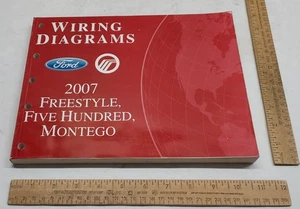 WIRING
DIAGRAMS
Ford
2007
FREESTYLE,
FIVE HUNDRED,
MONTEGO